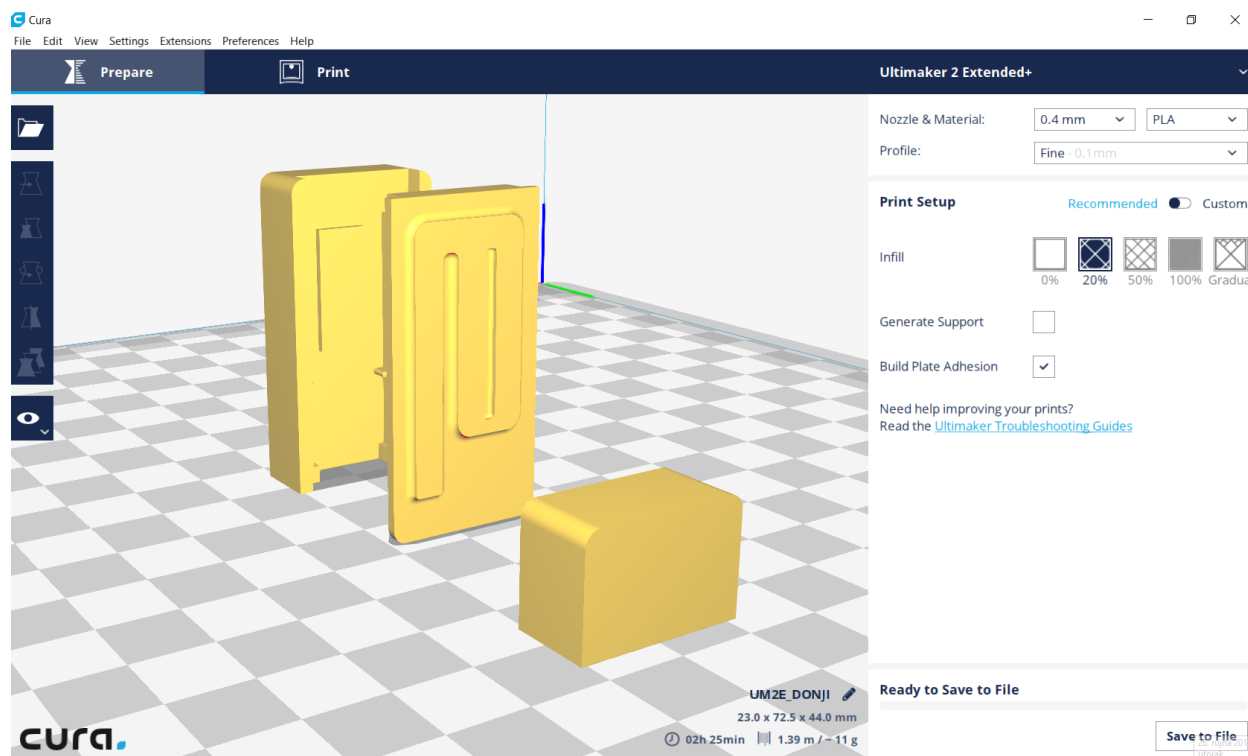 Cura
File Edit View Settings Extensions Preferences Help
Prepare
Print
Ultimaker 2 Extended+
Nozzle & Material:
0.4 mm
PLA
Profile:
Fine - 0.1mm
Print Setup
Recommended
Custom
Infill
0% 20% 50% 100% Gradua
Generate Support
Build Plate Adhesion
Need help improving your prints?
Read the Ultimaker Troubleshooting Guides
UM2E_DONJI
23.0 x 72.5 x 44.0 mm
02h 25min 1.39 m / ~ 11 g
Ready to Save to File
Save to File
cura.